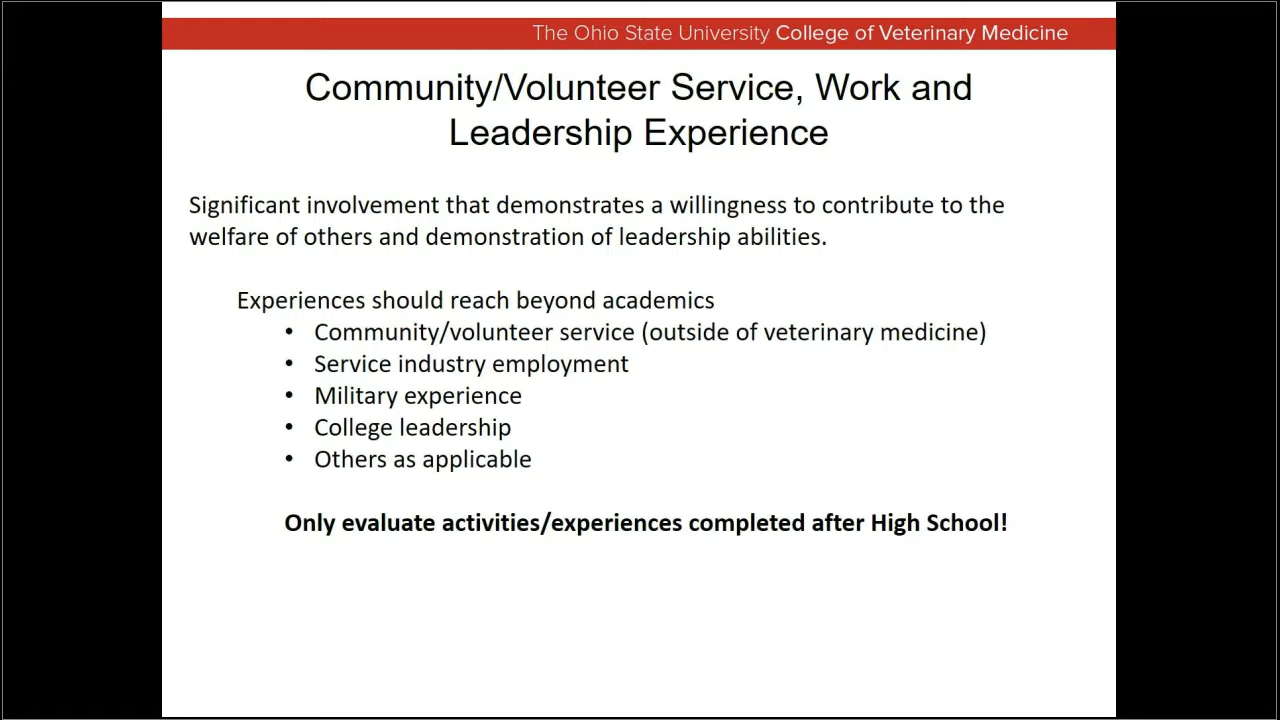 The Ohio State University College of Veterinary Medicine
Community/Volunteer Service, Work and
Leadership Experience
Significant involvement that demonstrates a willingness to contribute to the
welfare of others and demonstration of leadership abilities.
Experiences should reach beyond academics
• Community/volunteer service (outside of veterinary medicine)
• Service industry employment
• Military experience
• College leadership
• Others as applicable
Only evaluate activities/experiences completed after High School!